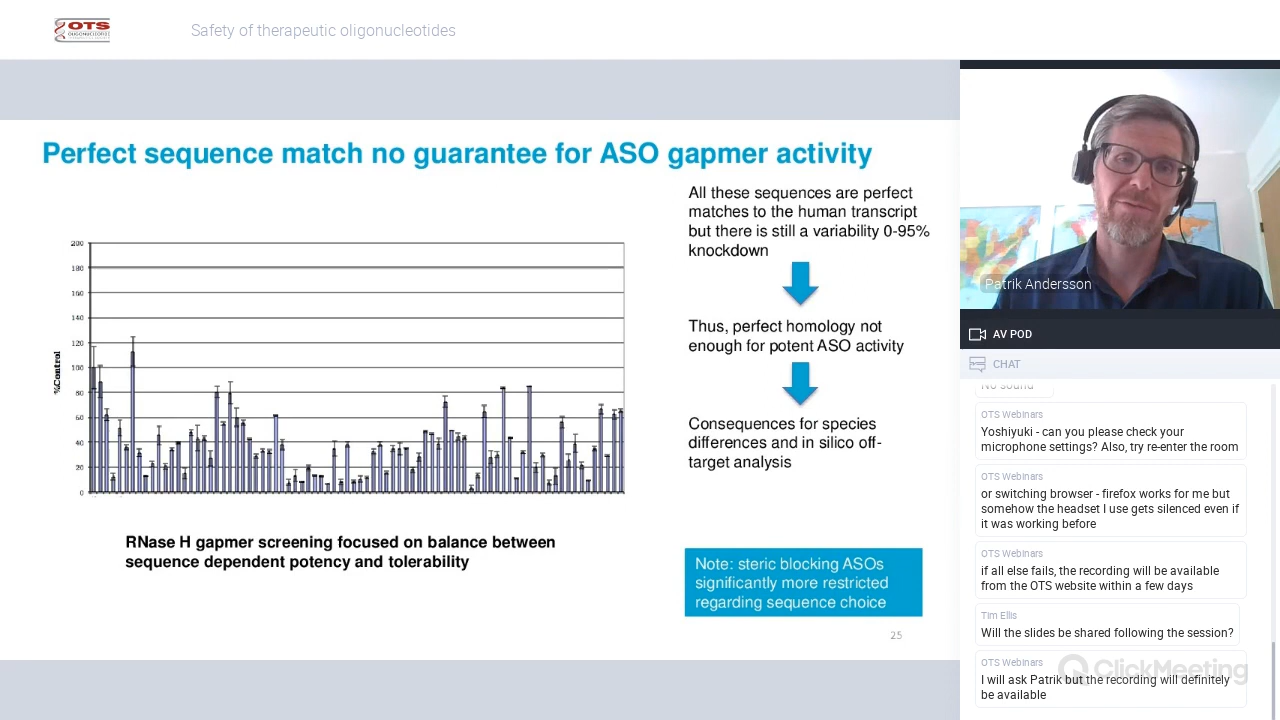 OTS
OLIGONUCLEOTIDE
Safety of therapeutic oligonucleotides
Perfect sequence match no guarantee for ASO gapmer activity
All these sequences are perfect
matches to the human transcript
but there is still a variability 0-95%
knockdown
Thus, perfect homology not
enough for potent ASO activity
Consequences for species
differences and in silico off-
target analysis
%Control
200
180
160
140
120
100
80
60
40
20
0
RNase H gapmer screening focused on balance between
sequence dependent potency and tolerability
Note: steric blocking ASOs
significantly more restricted
regarding sequence choice
25
Patrik Andersson
AV POD
CHAT
No sound
OTS Webinars
Yoshiyuki - can you please check your
microphone settings? Also, try re-enter the room
OTS Webinars
or switching browser - firefox works for me but
somehow the headset I use gets silenced even if
it was working before
OTS Webinars
if all else fails, the recording will be available
from the OTS website within a few days
Tim Ellis
Will the slides be shared following the session?
OTS Webinars
I will ask Patrik but the recording will definitely
be available
ClickMeeting